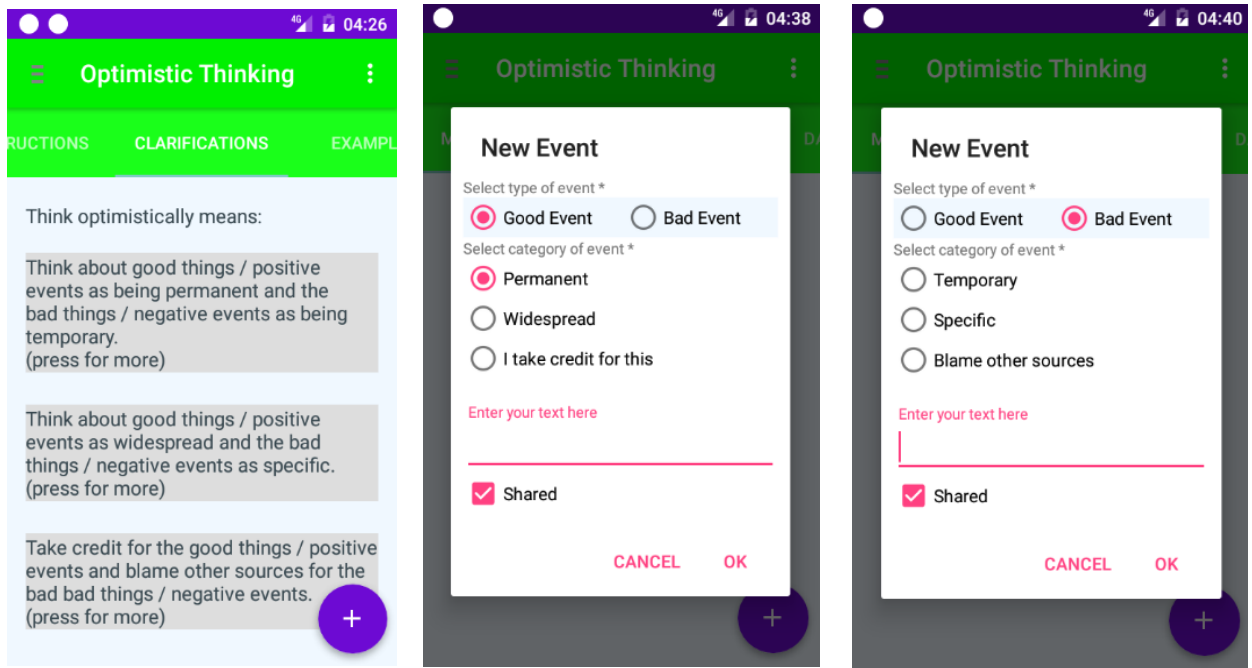 4G 04:26
Optimistic Thinking
RUCTIONS CLARIFICATIONS EXAMPL
Think optimistically means:
Think about good things / positive
events as being permanent and the
bad things / negative events as being
temporary.
(press for more)
Think about good things / positive
events as widespread and the bad
things / negative events as specific.
(press for more)
Take credit for the good things / positive
events and blame other sources for the
bad bad things / negative events.
(press for more)
+
4G 04:38
Optimistic Thinking
M DA
New Event
Select type of event *
Good Event Bad Event
Select category of event *
Permanent
Widespread
I take credit for this
Enter your text here
Shared
CANCEL OK
+
4G 04:40
Optimistic Thinking
M D
New Event
Select type of event *
Good Event Bad Event
Select category of event *
Temporary
Specific
Blame other sources
Enter your text here
Shared
CANCEL OK
+